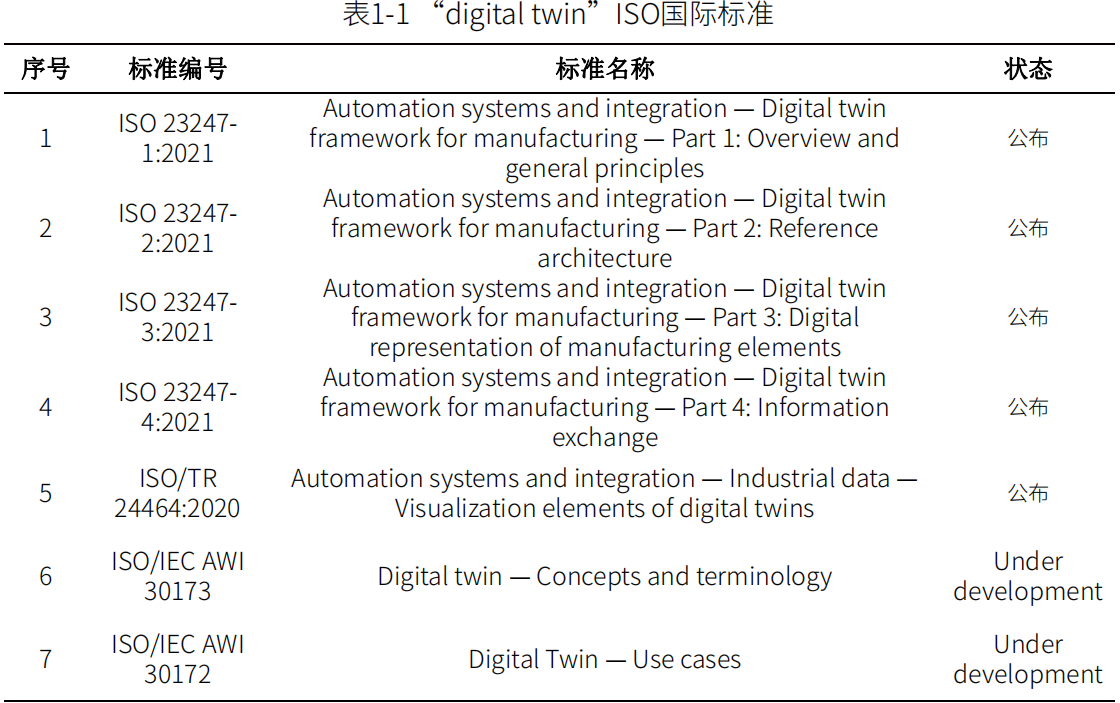 表1-1 “digital twin”ISO国际标准
序号 标准编号 标准名称 状态
1 ISO 23247-
1:2021 Automation systems and integration — Digital twin
framework for manufacturing — Part 1: Overview and
general principles 公布
2 ISO 23247-
2:2021 Automation systems and integration — Digital twin
framework for manufacturing — Part 2: Reference
architecture 公布
3 ISO 23247-
3:2021 Automation systems and integration — Digital twin
framework for manufacturing — Part 3: Digital
representation of manufacturing elements 公布
4 ISO 23247-
4:2021 Automation systems and integration — Digital twin
framework for manufacturing — Part 4: Information
exchange 公布
5 ISO/TR
24464:2020 Automation systems and integration — Industrial data —
Visualization elements of digital twins 公布
6 ISO/IEC AWI
30173 Digital twin — Concepts and terminology Under
development
7 ISO/IEC AWI
30172 Digital Twin — Use cases Under
development